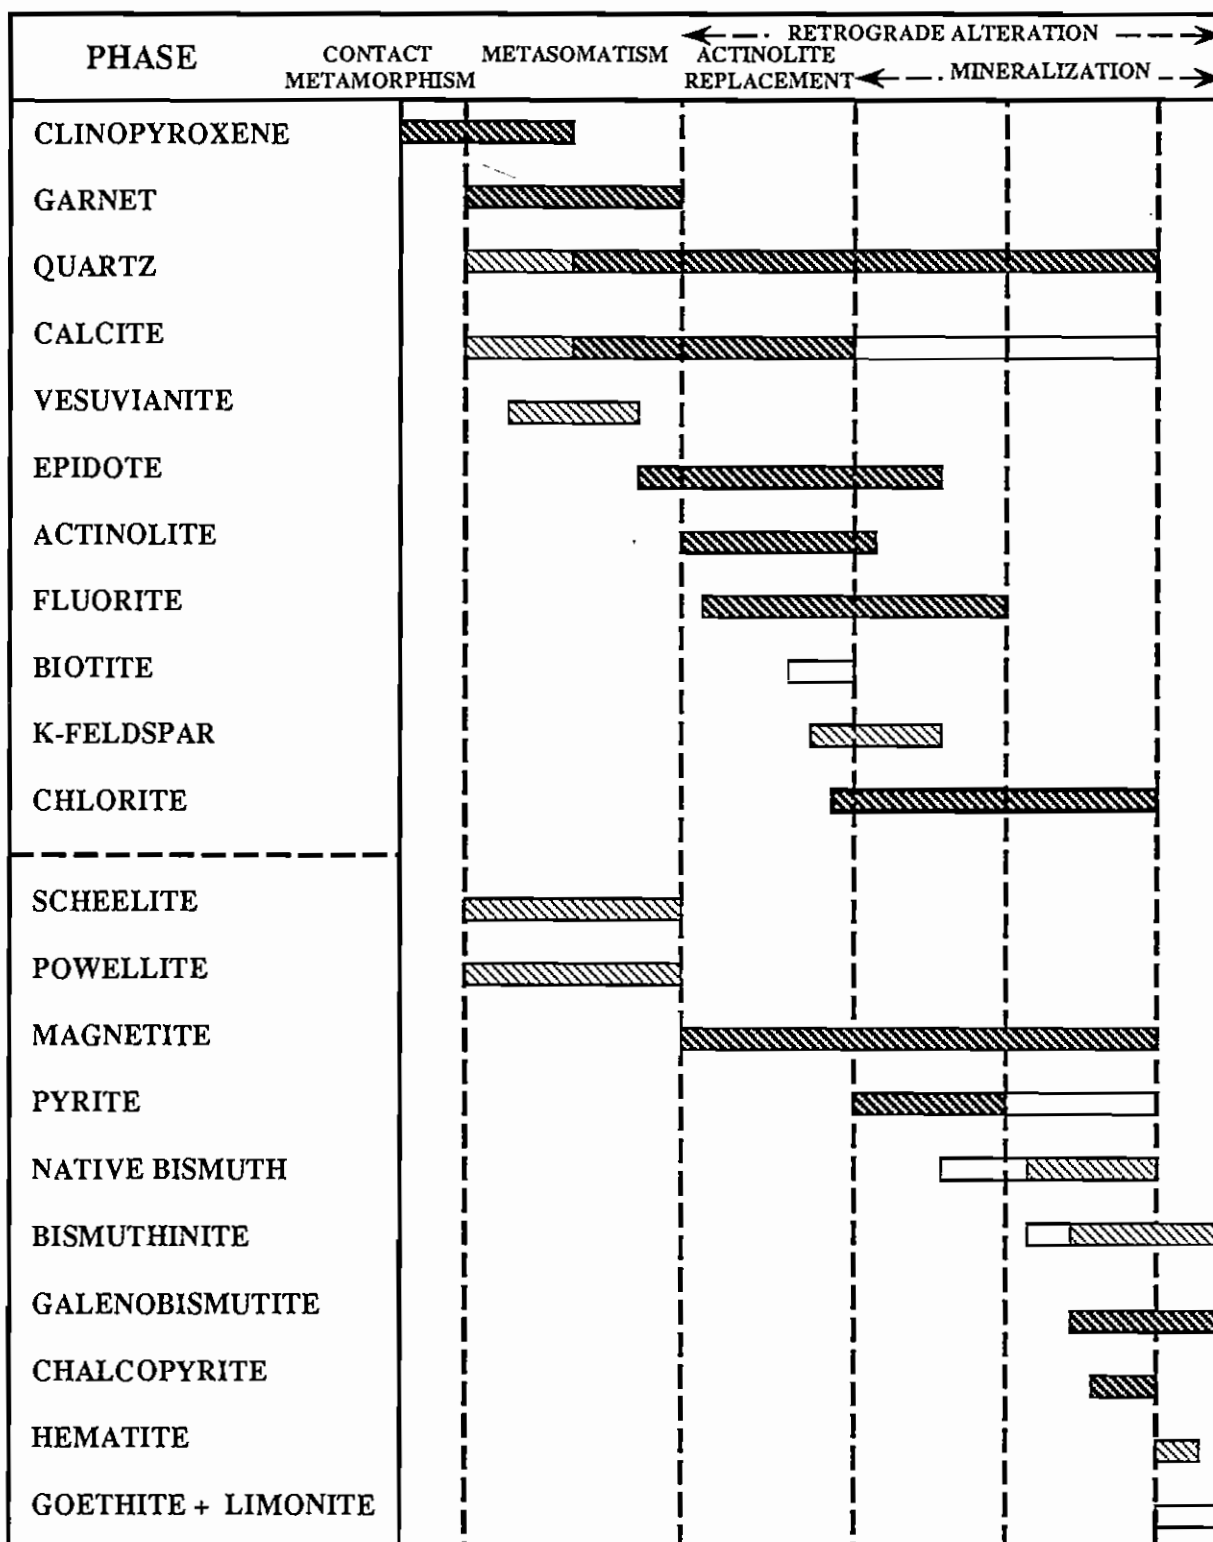 PHASE
CONTACT
METAMORPHISM
METASOMATISM
RETROGRADE ALTERATION
ACTINOLITE
REPLACEMENT
MINERALIZATION
CLINOPYROXENE
GARNET
QUARTZ
CALCITE
VESUVIANITE
EPIDOTE
ACTINOLITE
FLUORITE
BIOTITE
K-FELDSPAR
CHLORITE
SCHEELITE
POWELLITE
MAGNETITE
PYRITE
NATIVE BISMUTH
BISMUTHINITE
GALENOBISMUTITE
CHALCOPYRITE
HEMATITE
GOETHITE + LIMONITE